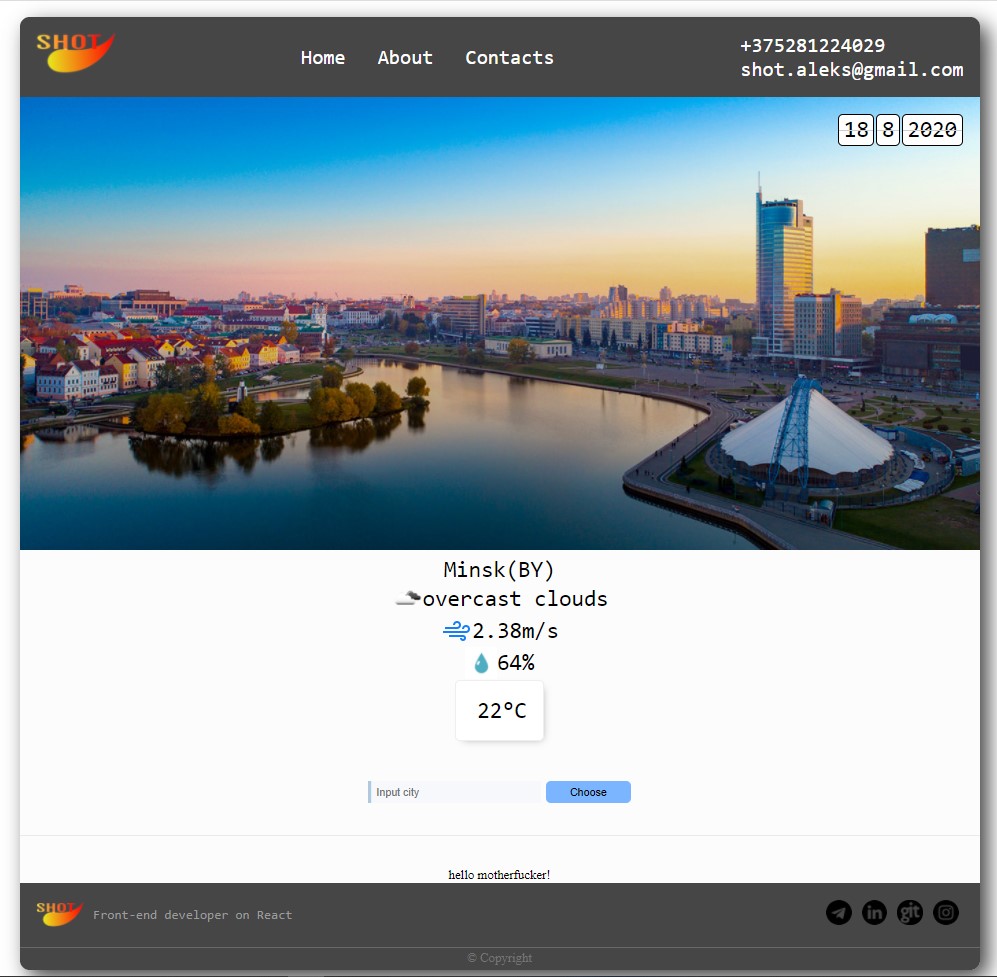 SHOT
Home About Contacts
+375281224029
shot.aleks@gmail.com
18 8 2020
Minsk(BY)
overcast clouds
2.38m/s
64%
22°C
Input city Choose
hello motherfucker!
SHOT Front-end developer on React in git
© Copyright